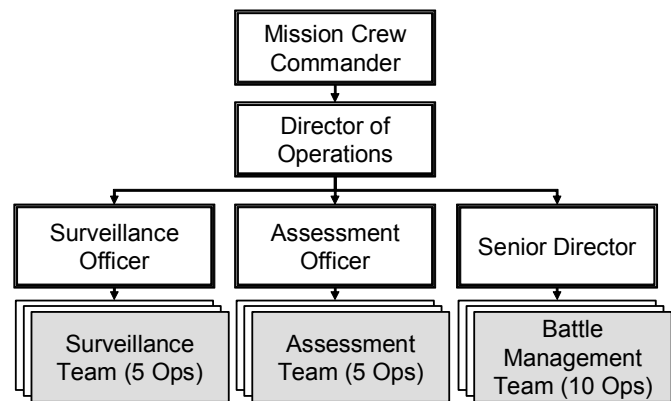 Mission Crew
Commander
Director of
Operations
Surveillance
Officer
Assessment
Officer
Senior Director
Surveillance
Team (5 Ops)
Assessment
Team (5 Ops)
Battle
Management
Team (10 Ops)